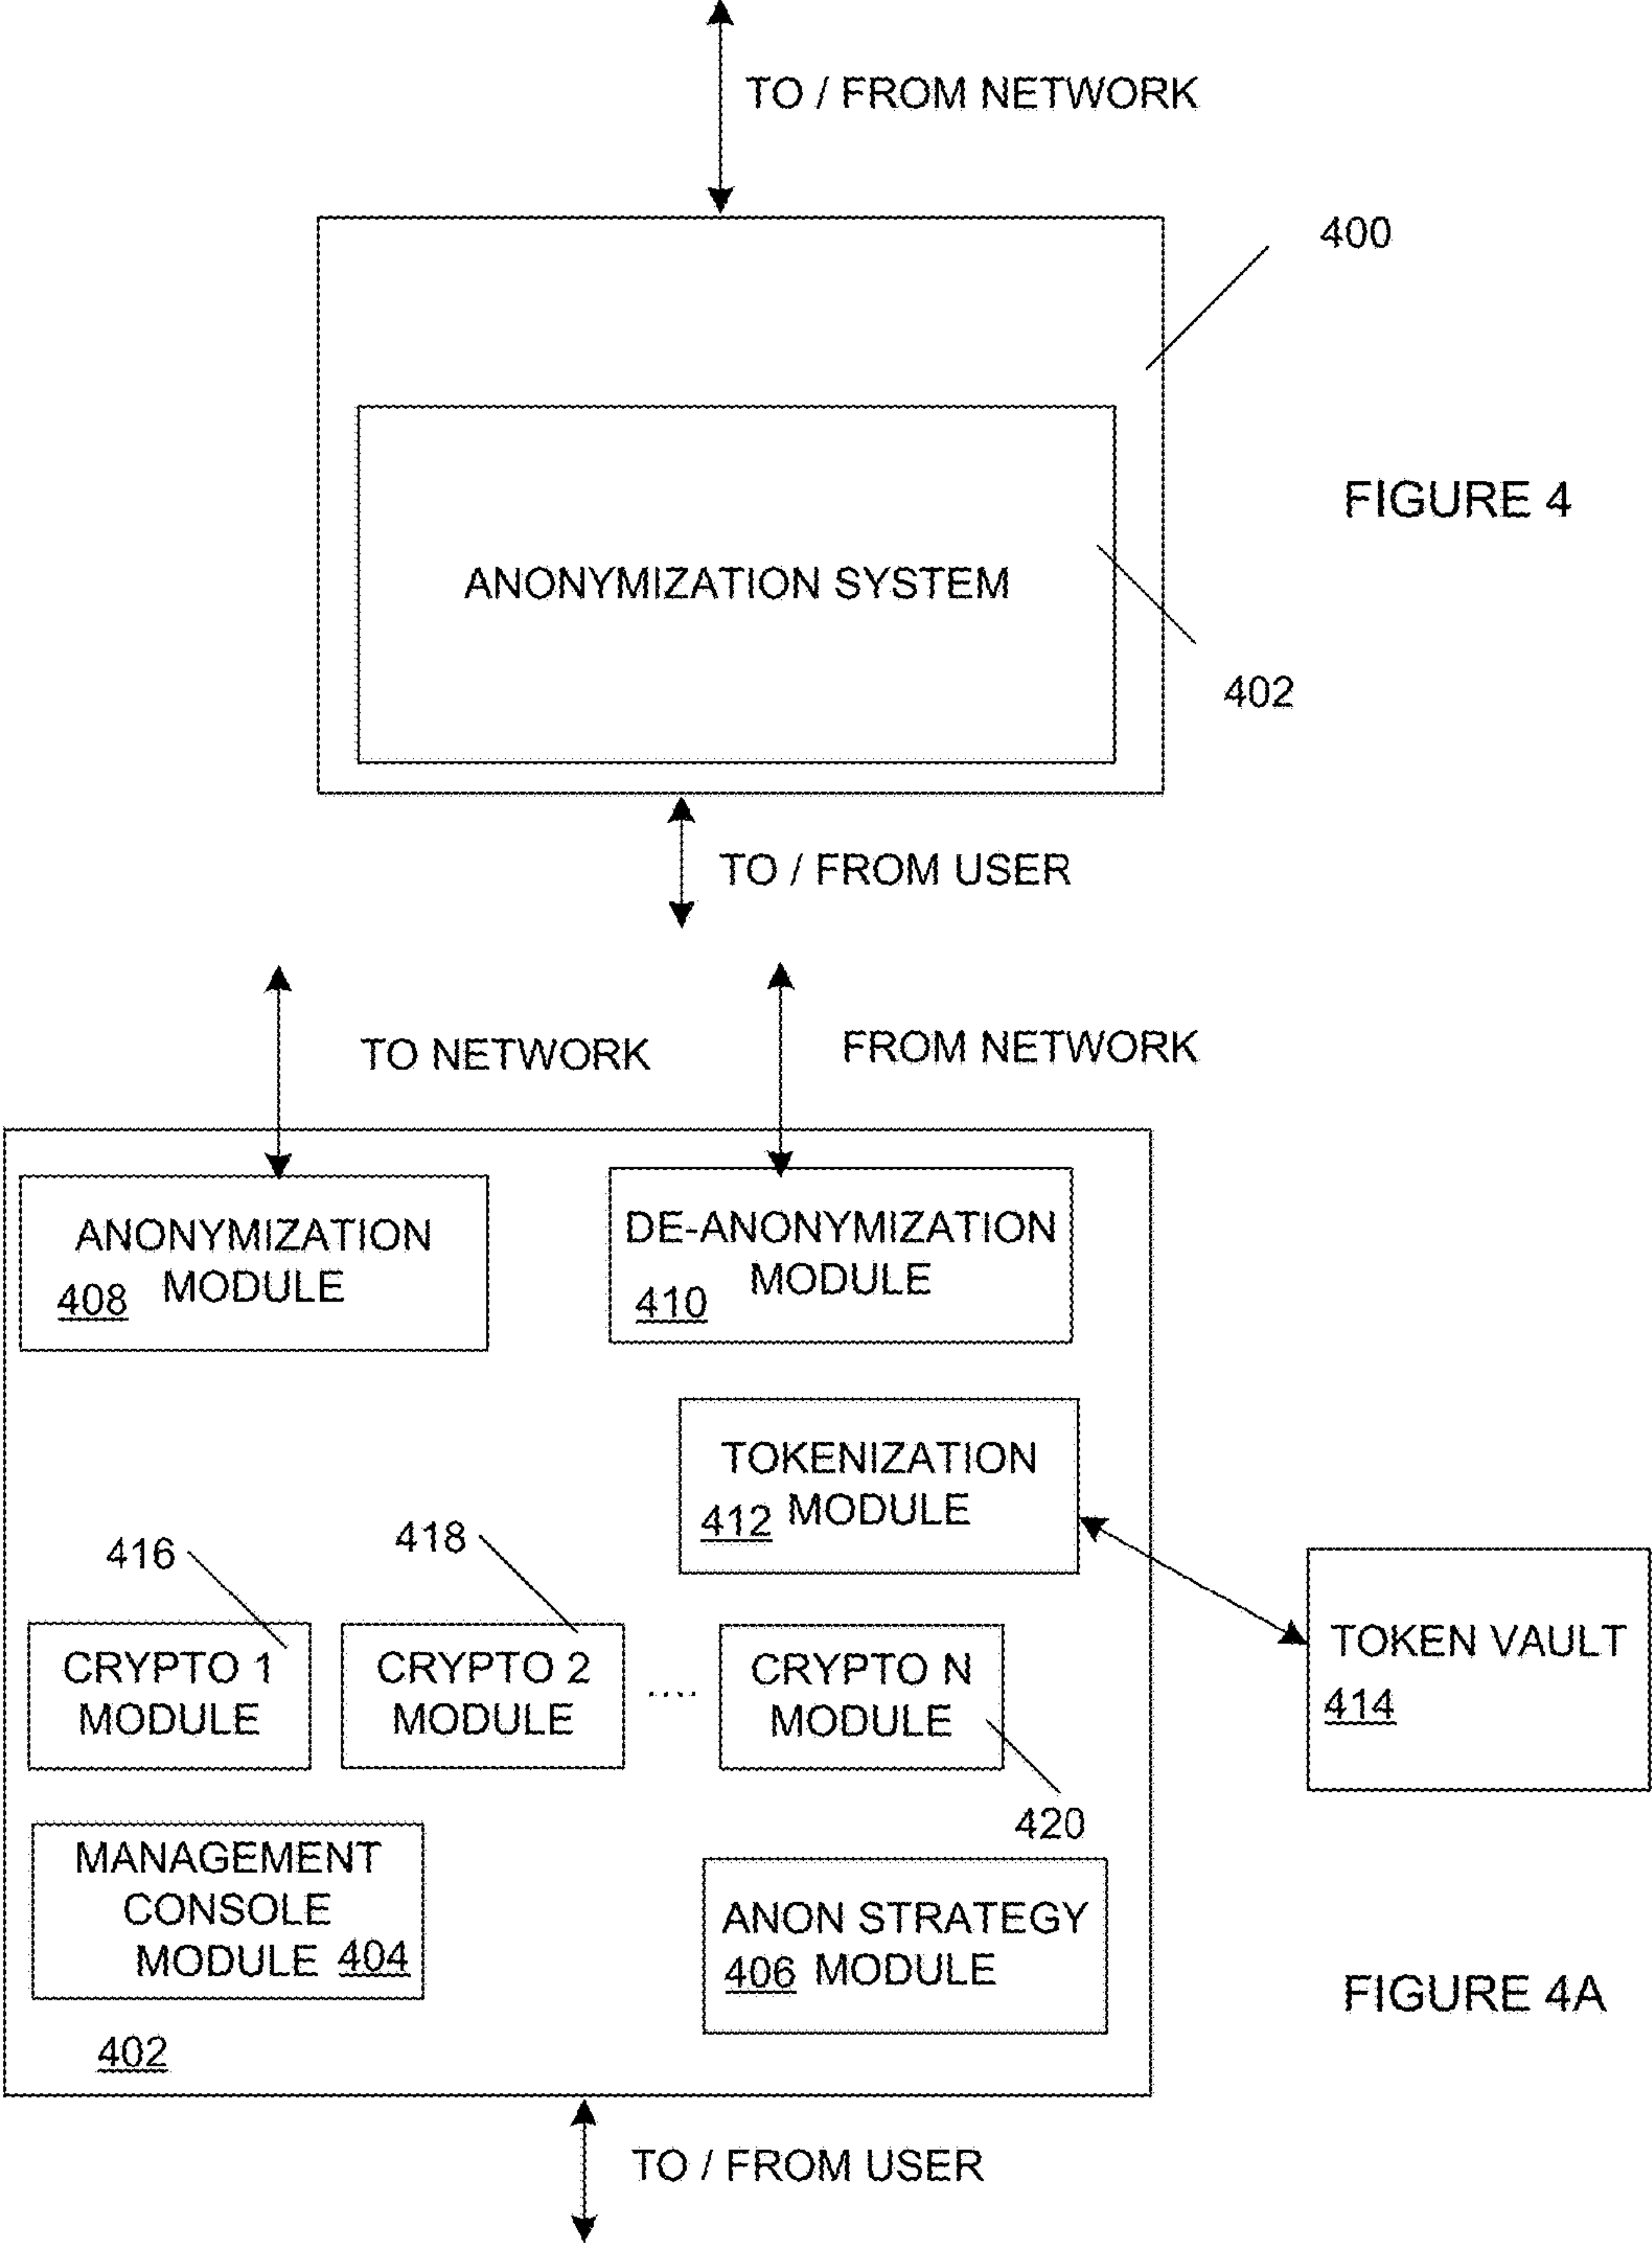 TO / FROM NETWORK
400
FIGURE 4
ANONYMIZATION SYSTEM
402
TO / FROM USER
TO NETWORK
FROM NETWORK
ANONYMIZATION
MODULE
408
DE-ANONYMIZATION
MODULE
410
TOKENIZATION
MODULE
412
416
418
CRYPTO 1
MODULE
CRYPTO 2
MODULE
.....
CRYPTO N
MODULE
420
TOKEN VAULT
414
MANAGEMENT
CONSOLE
MODULE 404
ANON STRATEGY
406 MODULE
FIGURE 4A
402
TO / FROM USER